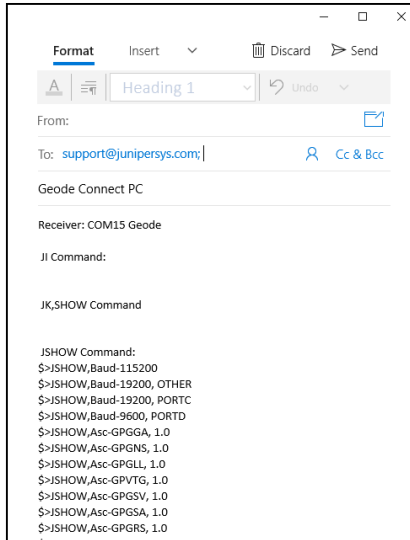 Format Insert Discard Send
A Heading 1 Undo
From:
To: support@junipersys.com; Cc & Bcc
Geode Connect PC
Receiver: COM15 Geode
JI Command:
JK,SHOW Command
JSHOW Command:
$>JSHOW,Baud-115200
$>JSHOW,Baud-19200, OTHER
$>JSHOW,Baud-19200, PORTC
$>JSHOW,Baud-9600, PORTD
$>JSHOW,Asc-GPGGA, 1.0
$>JSHOW,Asc-GPGNS, 1.0
$>JSHOW,Asc-GPGLL, 1.0
$>JSHOW,Asc-GPVTG, 1.0
$>JSHOW,Asc-GPGSV, 1.0
$>JSHOW,Asc-GPGSA, 1.0
$>JSHOW,Asc-GPGRS, 1.0